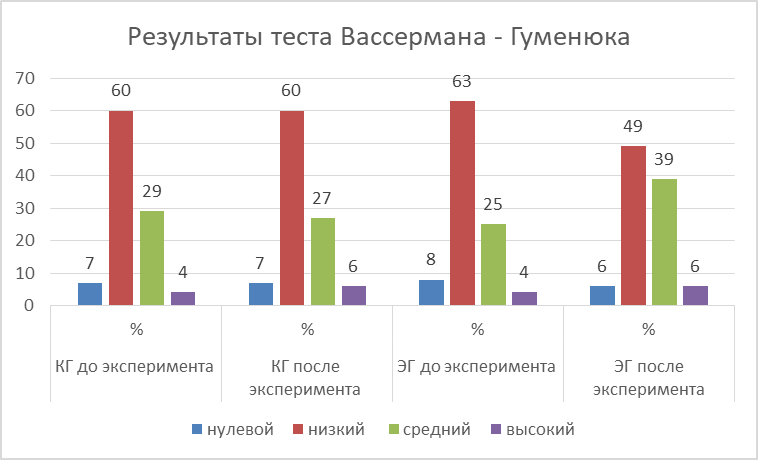 Результаты теста Вассермана - Гуменюка
70
60
50
40
30
20
10
0
7 60 29 4
7 60 27 6
8 63 25 4
6 49 39 6
% % % %
КГ до эксперимента
КГ после
эксперимента
ЭГ до эксперимента
ЭГ после
эксперимента
нулевой низкий средний высокий